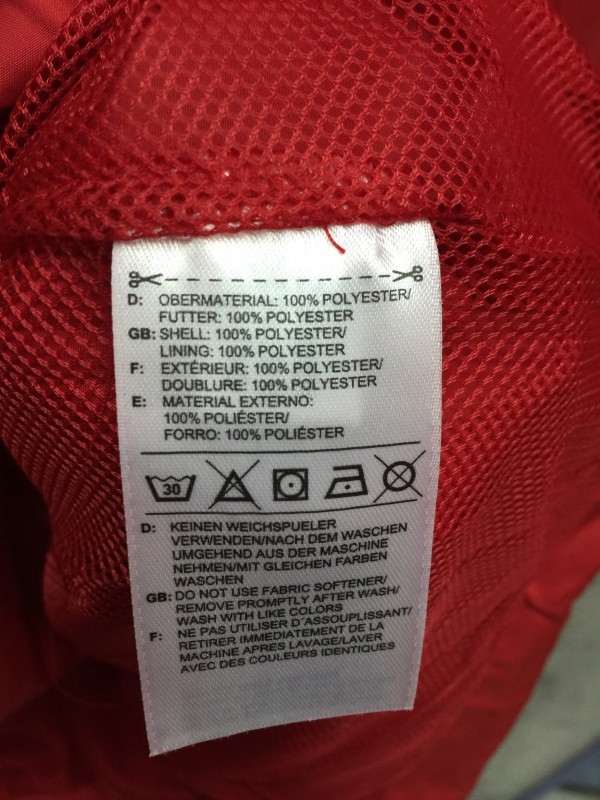 D: OBERMATERIAL: 100% POLYESTER/
FUTTER: 100% POLYESTER
GB: SHELL: 100% POLYESTER/
LINING: 100% POLYESTER
F: EXTÉRIEUR: 100% POLYESTER/
DOUBLURE: 100% POLYESTER
E: MATERIAL EXTERNO:
100% POLIÉSTER/
FORRO: 100% POLIÉSTER
30
D: KEINEN WEICHSPUELER
VERWENDEN/NACH DEM WASCHEN
UMGEHEND AUS DER MASCHINE
NEHMEN/MIT GLEICHEN FARBEN
WASCHEN
GB: DO NOT USE FABRIC SOFTENER/
REMOVE PROMPTLY AFTER WASH/
WASH WITH LIKE COLORS
F: NE PAS UTILISER D´ASSOUPLISSANT/
RETIRER IMMEDIATEMENT DE LA
MACHINE APRES LAVAGE/LAVER
AVEC DES COULEURS IDENTIQUES